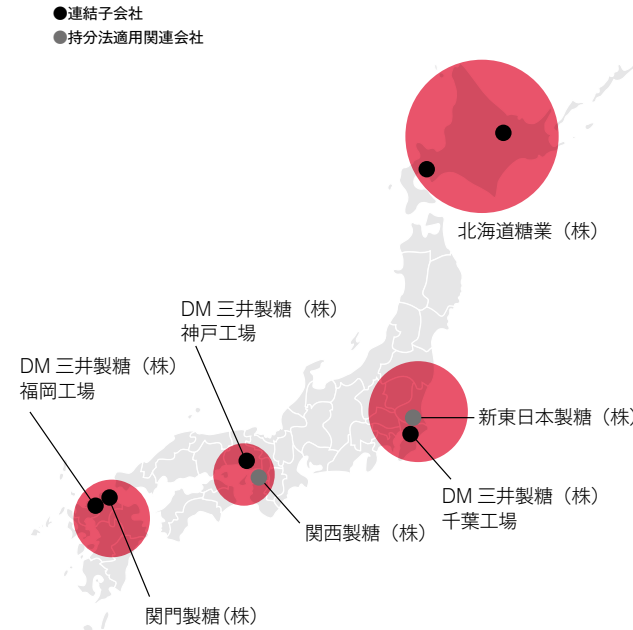 ●連結子会社
●持分法適用関連会社
北海道糖業（株）
DM 三井製糖（株）
神戸工場
DM 三井製糖（株）
福岡工場
新東日本製糖（株）
DM 三井製糖（株）
千葉工場
関西製糖（株）
関門製糖(株)